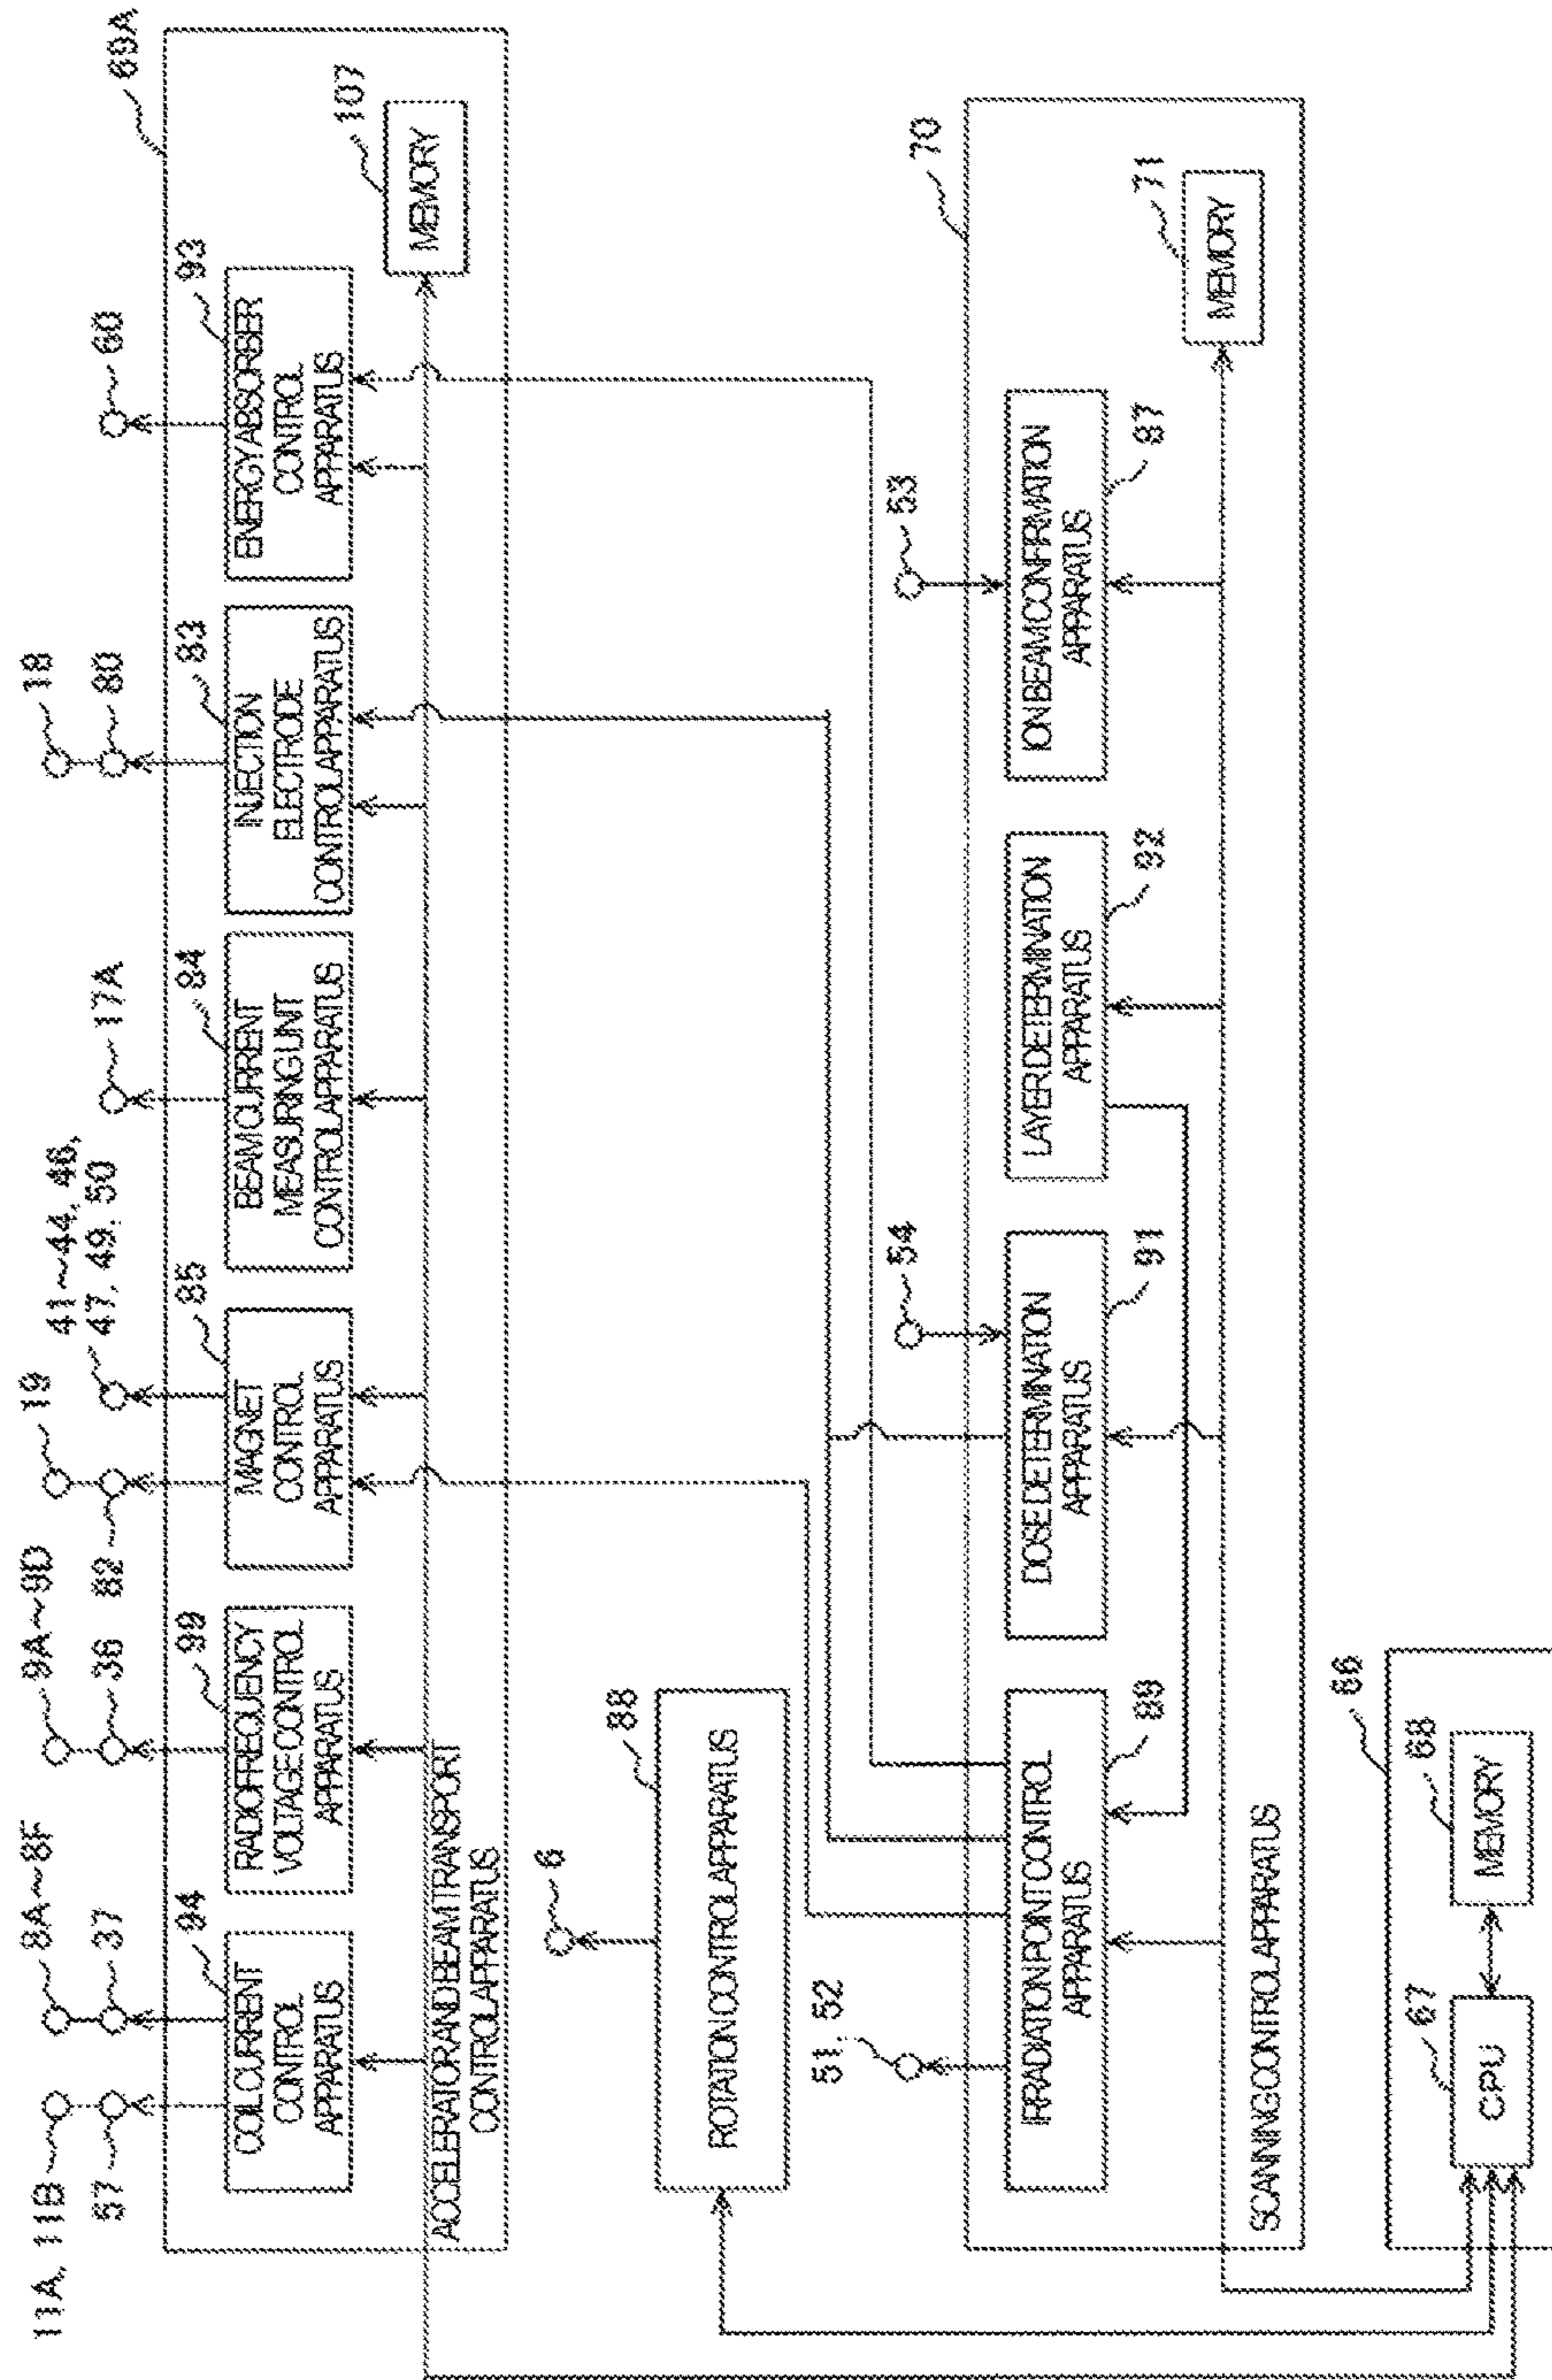 11A, 11B
8A~8F
9A~9D
19
41~44, 46,
47, 49, 50
17A
18
57
37
36
82
80
60
69A
94
COIL CURRENT
CONTROL
APPARATUS
99
RADIOFREQUENCY
VOLTAGE CONTROL
APPARATUS
85
MAGNET
CONTROL
APPARATUS
84
BEAM CURRENT
MEASURING UNIT
CONTROL APPARATUS
83
INJECTION
ELECTRODE
CONTROL APPARATUS
93
ENERGY ABSORBER
CONTROL
APPARATUS
107
MEMORY
ACCELERATOR AND BEAM TRANSPORT
CONTROL APPARATUS
6
88
ROTATION CONTROL APPARATUS
51, 52
54
53
70
IRRADIATION POINT CONTROL
APPARATUS
89
DOSE DETERMINATION
APPARATUS
91
LAYER DETERMINATION
APPARATUS
92
ION BEAM CONFIRMATION
APPARATUS
87
71
MEMORY
SCANNING CONTROL APPARATUS
66
67
CPU
68
MEMORY